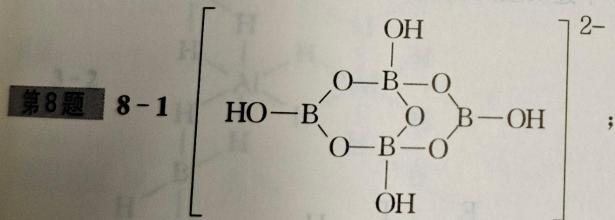 OH
2-
O—B—O
第8题 8-1 HO—B O B—OH ;
O—B—O
OH